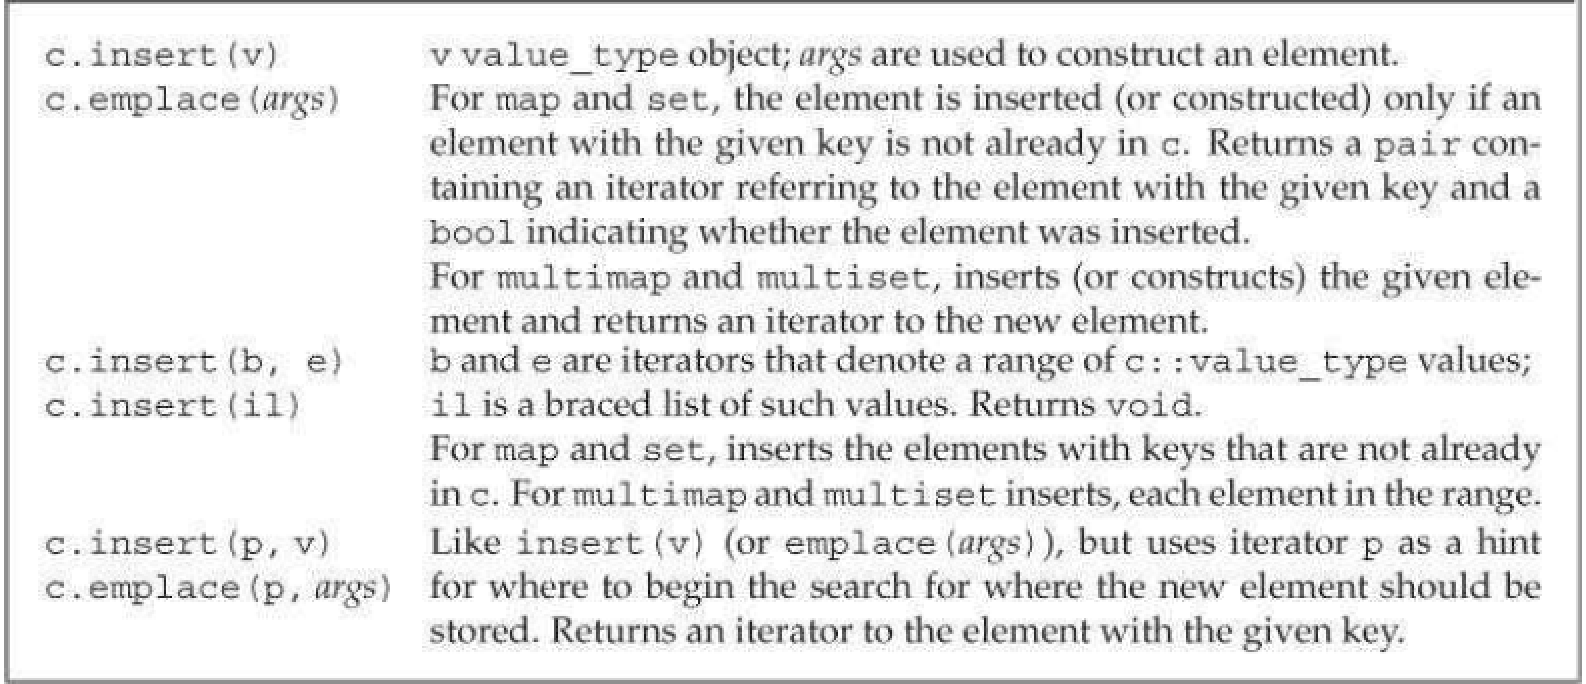 c.insert(v) v value_type object; args are used to construct an element.
c.emplace(args) For map and set, the element is inserted (or constructed) only if an
element with the given key is not already in c. Returns a pair con-
taining an iterator referring to the element with the given key and a
bool indicating whether the element was inserted.
For multimap and multiset, inserts (or constructs) the given ele-
ment and returns an iterator to the new element.
c.insert(b, e) b and e are iterators that denote a range of c::value_type values;
c.insert(il) il is a braced list of such values. Returns void.
For map and set, inserts the elements with keys that are not already
in c. For multimap and multiset inserts, each element in the range.
c.insert(p, v) Like insert(v) (or emplace(args)), but uses iterator p as a hint
c.emplace(p, args) for where to begin the search for where the new element should be
stored. Returns an iterator to the element with the given key.